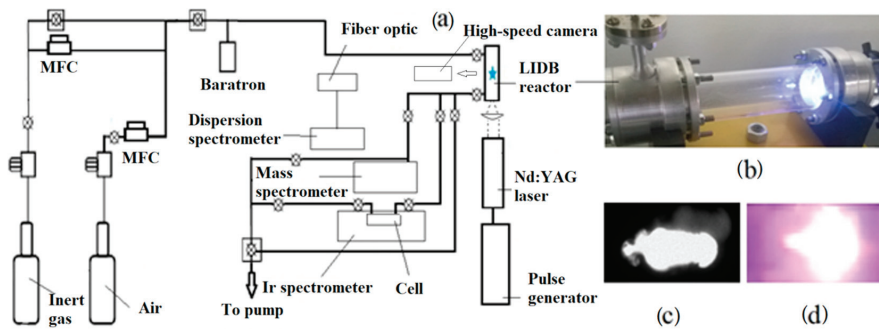 (a)
MFC
Baratron
Fiber optic
High-speed camera
LIDB
reactor
MFC
Dispersion
spectrometer
Mass
spectrometer
Nd:YAG
laser
(b)
Inert
gas
Air
Ir spectrometer
Cell
To pump
Pulse
generator
(c)
(d)